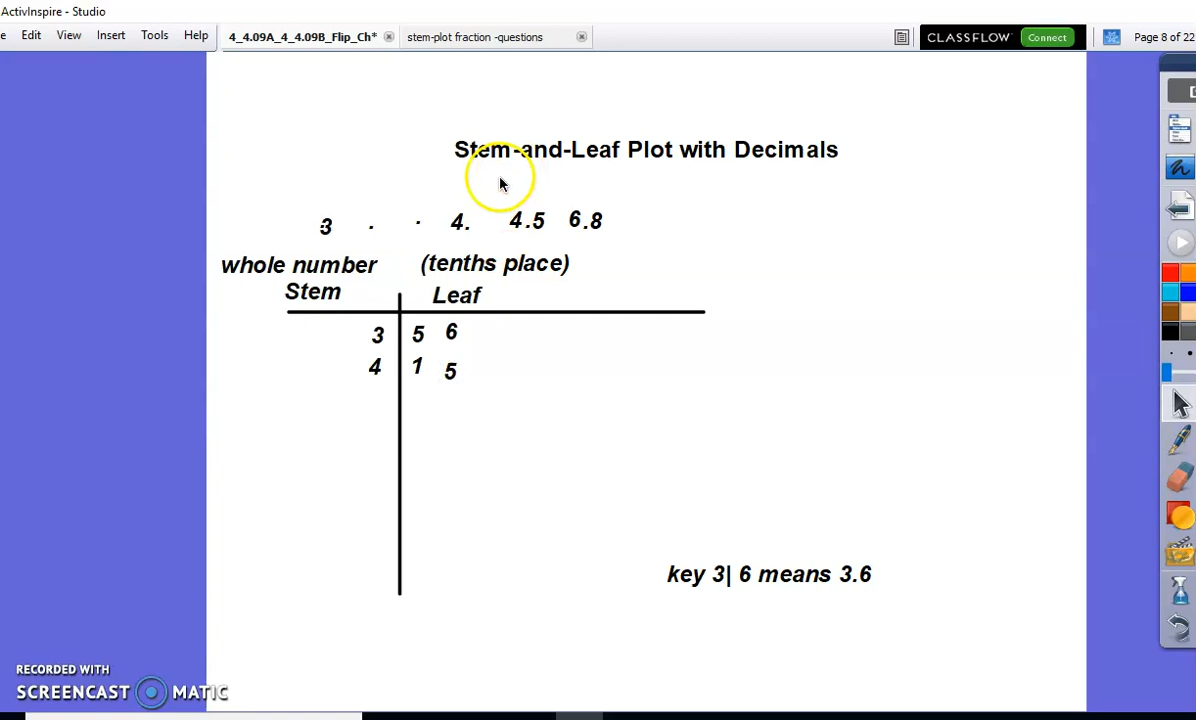 ActivInspire - Studio
e Edit View Insert Tools Help
4_4.09A_4_4.09B_Flip_Ch*
stem-plot fraction -questions
CLASSFLOW Connect
Page 8 of 22
Stem-and-Leaf Plot with Decimals
3 . . 4. 4.5 6.8
whole number (tenths place)
Stem Leaf
3 5 6
4 1 5
key 3| 6 means 3.6
RECORDED WITH
SCREENCAST MATIC